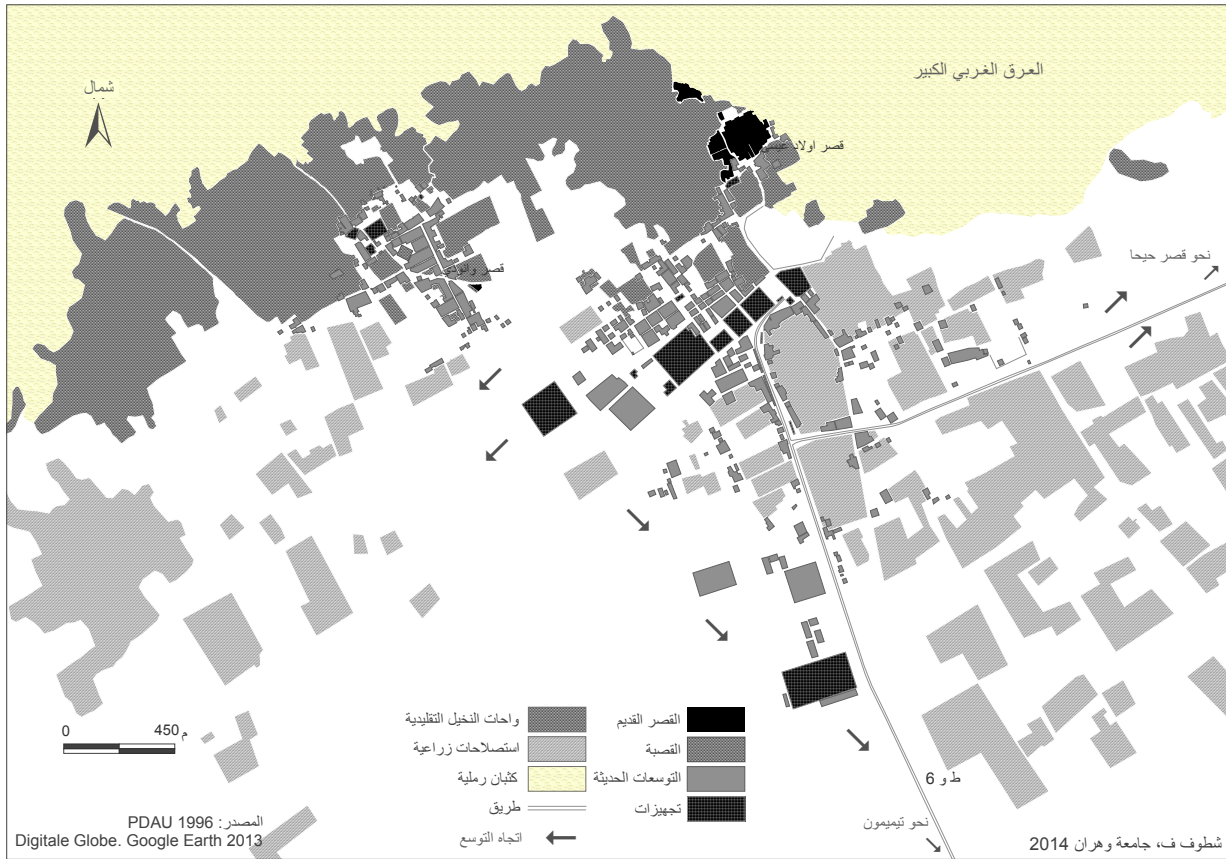 العرق الغربي الكبير
شمال
قصر اولاد عيسى
نحو قصر حيحا
قصر واؤودي
القصر القديم
القصبة
التوسعات الحديثة
تجهيزات
واحات النخيل التقليدية
استصلاحات زراعية
كثبان رملية
طريق
اتجاه التوسع
0 450 م
ط و 6
نحو تيميمون
المصدر: PDAU 1996
Digitale Globe. Google Earth 2013
شطوف ف، جامعة وهران 2014